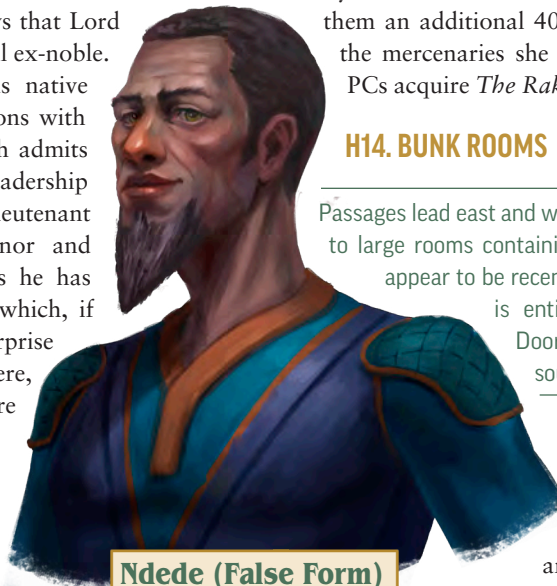 ys that Lord
l ex-noble.
s native
ons with
h admits
adership
ieutenant
nor and
s he has
which, if
rprise
ere,
re
them an additional 40
the mercenaries she
PCs acquire The Rak
H14. BUNK ROOMS
Passages lead east and w
to large rooms containi
appear to be recen
is enti
Door
Ndede (False Form)